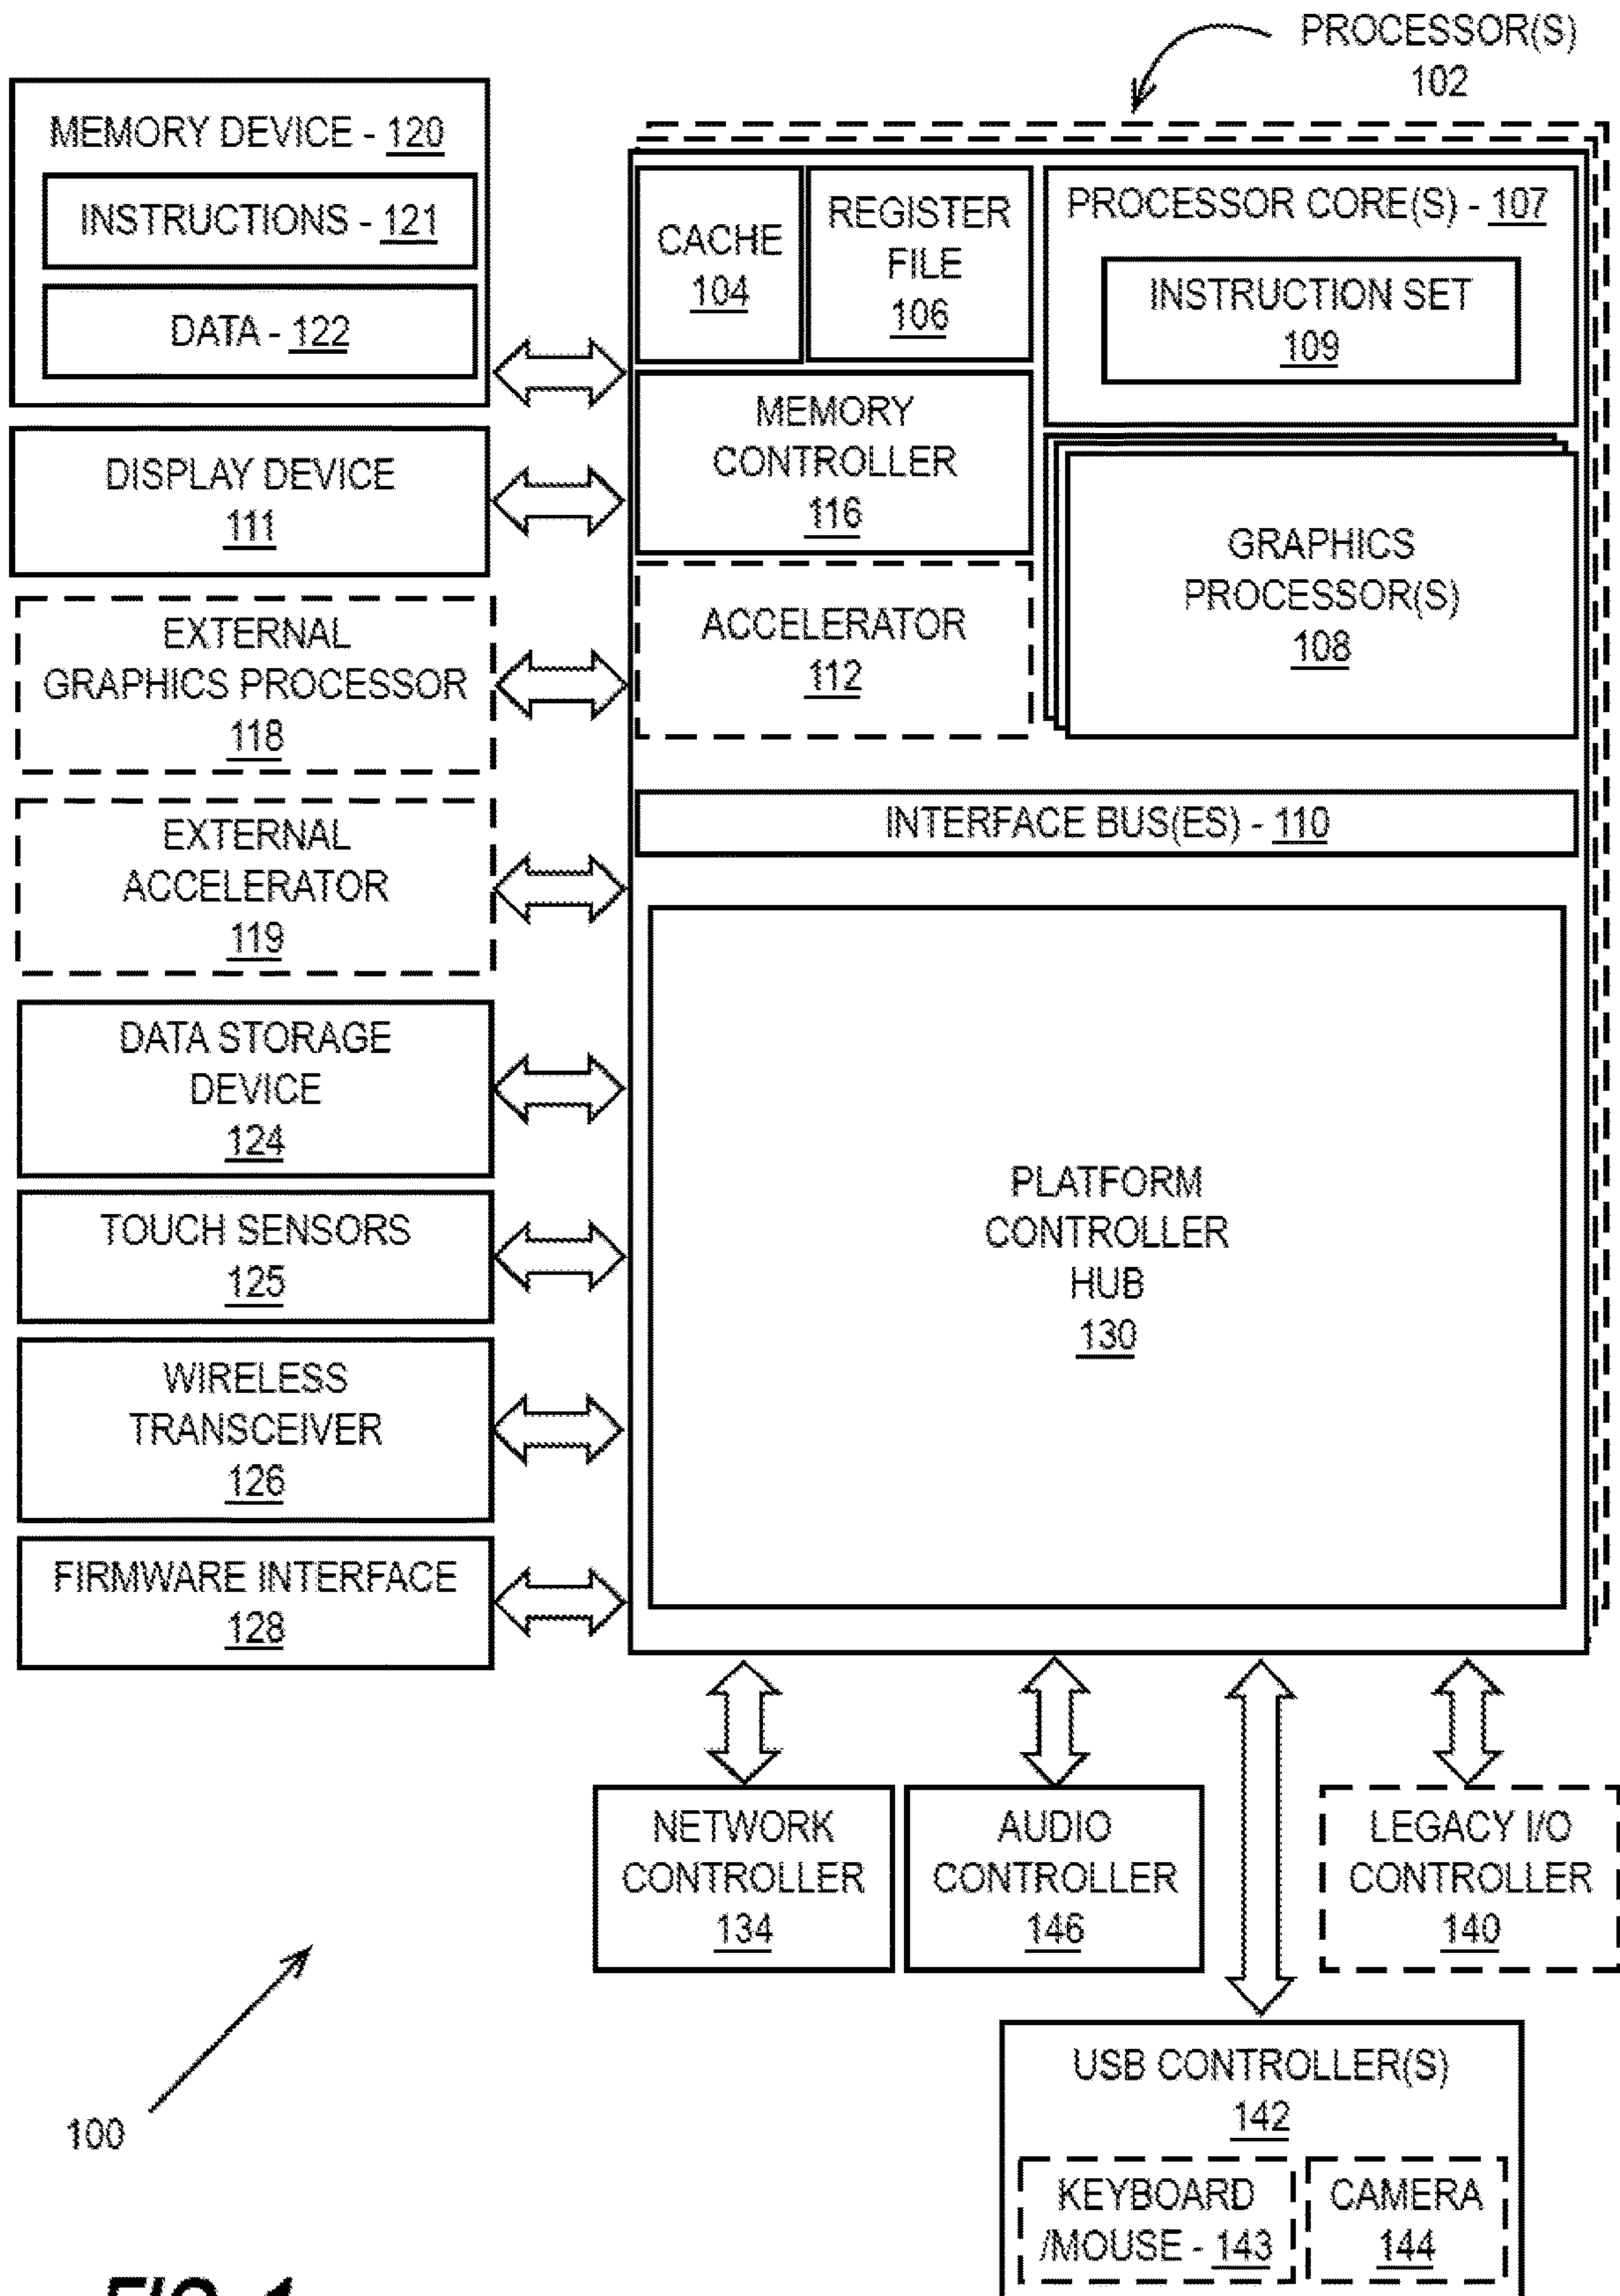 PROCESSOR(S)
102
MEMORY DEVICE - 120
INSTRUCTIONS - 121
DATA - 122
DISPLAY DEVICE
111
EXTERNAL
GRAPHICS PROCESSOR
118
EXTERNAL
ACCELERATOR
119
DATA STORAGE
DEVICE
124
TOUCH SENSORS
125
WIRELESS
TRANSCEIVER
126
FIRMWARE INTERFACE
128
CACHE
104
REGISTER
FILE
106
PROCESSOR CORE(S) - 107
INSTRUCTION SET
109
MEMORY
CONTROLLER
116
GRAPHICS
PROCESSOR(S)
108
ACCELERATOR
112
INTERFACE BUS(ES) - 110
PLATFORM
CONTROLLER
HUB
130
NETWORK
CONTROLLER
134
AUDIO
CONTROLLER
146
LEGACY I/O
CONTROLLER
140
USB CONTROLLER(S)
142
KEYBOARD
/MOUSE - 143
CAMERA
144
100
FIG. 1